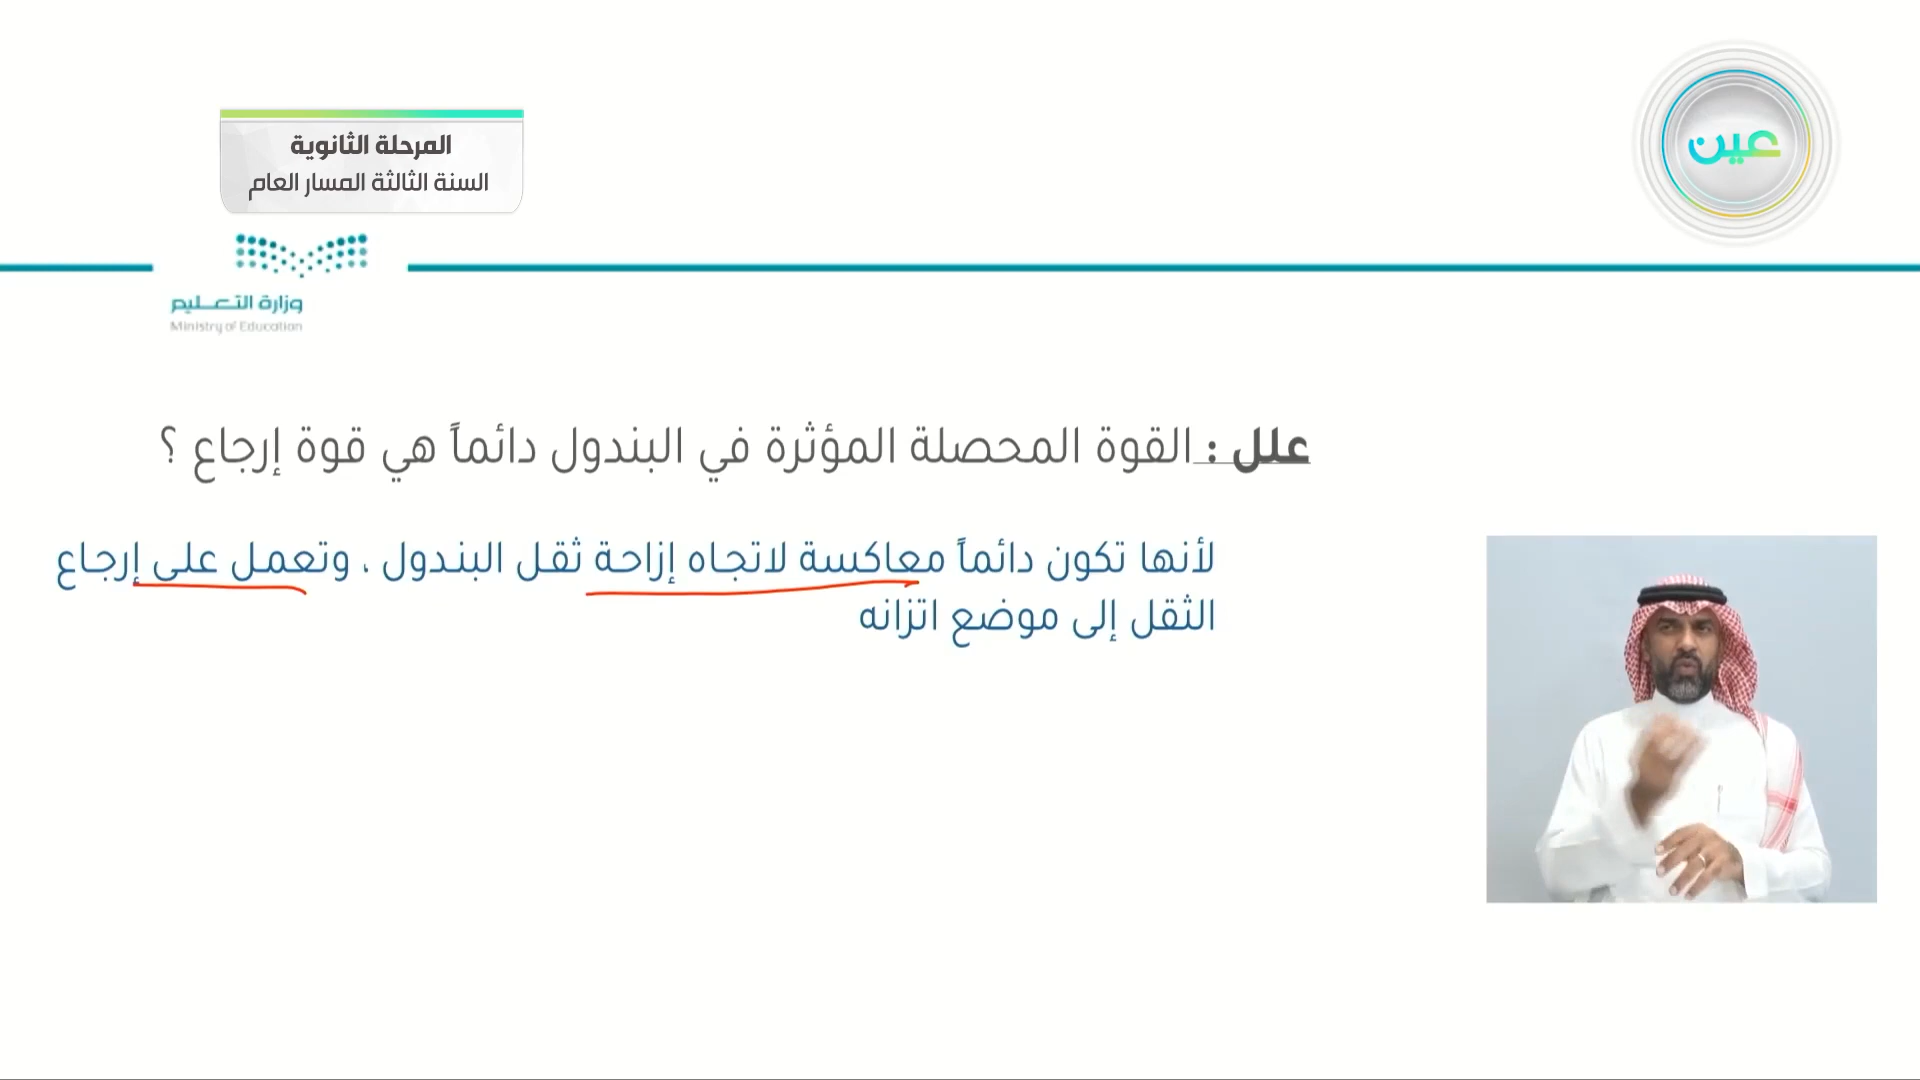 المرحلة الثانوية
السنة الثالثة المسار العام
عين
وزارة التعليم
Ministry of Education
علل : القوة المحصلة المؤثرة في البندول دائماً هي قوة إرجاع ؟
لأنها تكون دائماً معاكسة لاتجاه إزاحة ثقل البندول ، وتعمل على إرجاع
الثقل إلى موضع اتزانه